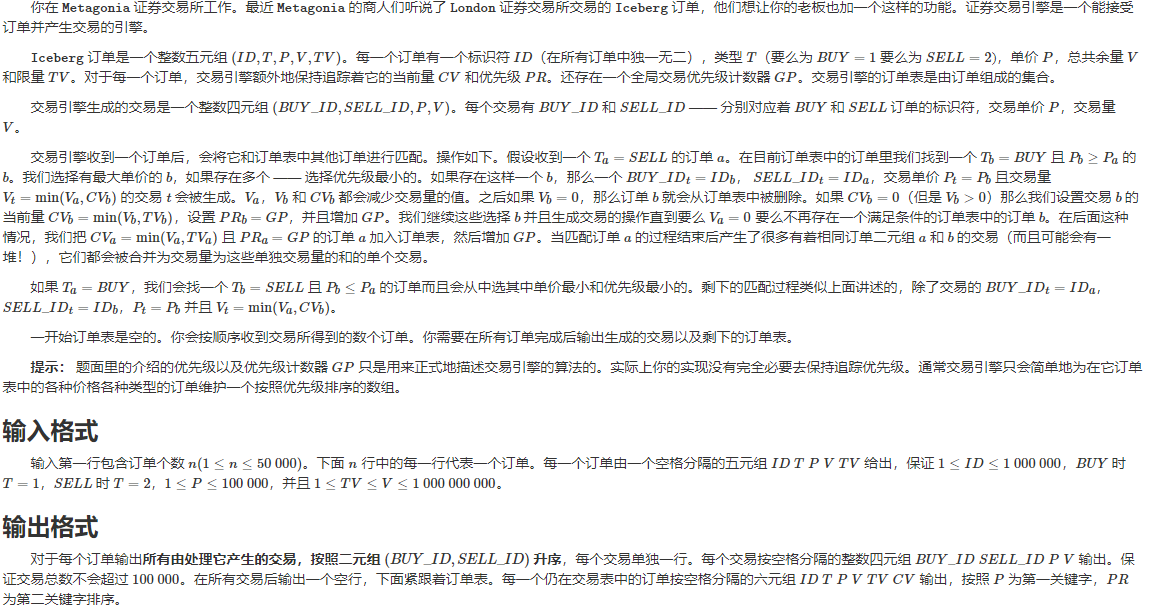 你在 Metagonia 证券交易所工作。最近 Metagonia 的商人们听说了 London 证券交易所交易的 Iceberg 订单，他们想让你的老板也加一个这样的功能。证券交易引擎是一个能接受
订单并产生交易的引擎。
Iceberg 订单是一个整数五元组 (ID, T, P, V, TV)。每一个订单有一个标识符 ID（在所有订单中独一无二），类型 T（要么为 BUY = 1 要么为 SELL = 2），单价 P，总共余量 V
和限量 TV。对于每一个订单，交易引擎额外地保持追踪着它的当前量 CV 和优先级 PR。还存在一个全局交易优先级计数器 GP。交易引擎的订单表是由订单组成的集合。
交易引擎生成的交易是一个整数四元组 (BUY_ID, SELL_ID, P, V)。每个交易有 BUY_ID 和 SELL_ID —— 分别对应着 BUY 和 SELL 订单的标识符，交易单价 P，交易量
V。
交易引擎收到一个订单后，会将它和订单表中其他订单进行匹配。操作如下。假设收到一个 Tₐ = SELL 的订单 a。在目前订单表中的订单里我们找到一个 T_b = BUY 且 P_b ≥ Pₐ 的
b。我们选择有最大单价的 b，如果存在多个 —— 选择优先级最小的。如果存在这样一个 b，那么一个 BUY_ID_t = ID_b， SELL_ID_t = IDₐ，交易单价 P_t = P_b 且交易量
V_t = min(Vₐ, CV_b) 的交易 t 会被生成。Vₐ，V_b 和 CV_b 都会减少交易量的值。之后如果 V_b = 0，那么订单 b 就会从订单表中被删除。如果 CV_b = 0（但是 V_b > 0）那么我们设置交易 b 的
当前量 CV_b = min(V_b, TV_b)，设置 PR_b = GP，并且增加 GP。我们继续这些选择 b 并且生成交易的操作直到要么 Vₐ = 0 要么不再存在一个满足条件的订单表中的订单 b。在后面这种
情况，我们把 CVₐ = min(Vₐ, TVₐ) 且 PRₐ = GP 的订单 a 加入订单表，然后增加 GP。当匹配订单 a 的过程结束后产生了很多有着相同订单二元组 a 和 b 的交易（而且可能会有一
堆！），它们都会被合并为交易量为这些单独交易量的和的单个交易。
如果 Tₐ = BUY，我们会找一个 T_b = SELL 且 P_b ≤ Pₐ 的订单而且会从中选其中单价最小和优先级最小的。剩下的匹配过程类似上面讲述的，除了交易的 BUY_ID_t = IDₐ，
SELL_ID_t = ID_b，P_t = P_b 并且 V_t = min(Vₐ, CV_b)。
一开始订单表是空的。你会按顺序收到交易所得到的数个订单。你需要在所有订单完成后输出生成的交易以及剩下的订单表。
提示： 题面里的介绍的优先级以及优先级计数器 GP 只是用来正式地描述交易引擎的算法的。实际上你的实现没有完全必要去保持追踪优先级。通常交易引擎只会简单地为在它订单
表中的各种价格各种类型的订单维护一个按照优先级排序的数组。
输入格式
输入第一行包含订单个数 n(1 ≤ n ≤ 50 000)。下面 n 行中的每一行代表一个订单。每一个订单由一个空格分隔的五元组 ID T P V TV 给出，保证 1 ≤ ID ≤ 1 000 000，BUY 时
T = 1，SELL 时 T = 2，1 ≤ P ≤ 100 000，并且 1 ≤ TV ≤ V ≤ 1 000 000 000。
输出格式
对于每个订单输出所有由处理它产生的交易，按照二元组 (BUY_ID, SELL_ID) 升序，每个交易单独一行。每个交易按空格分隔的整数四元组 BUY_ID SELL_ID P V 输出。保
证交易总数不会超过 100 000。在所有交易后输出一个空行，下面紧跟着订单表。每一个仍在交易表中的订单按空格分隔的六元组 ID T P V TV CV 输出，按照 P 为第一关键字，PR
为第二关键字排序。